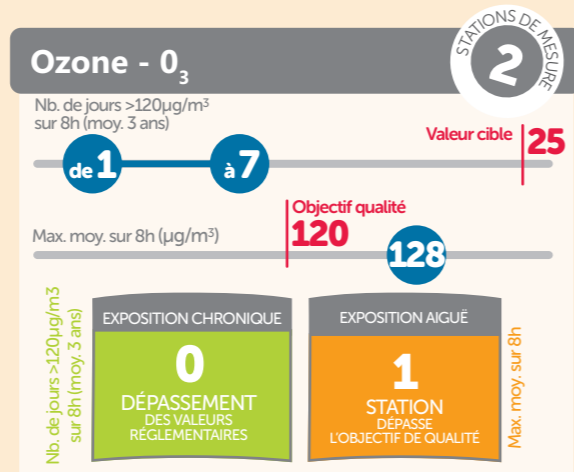 Ozone - 0₃
STATIONS DE MESURE
2
Nb. de jours >120µg/m³
sur 8h (moy. 3 ans)
Valeur cible 25
de 1
à 7
Objectif qualité
120
Max. moy. sur 8h (µg/m³)
128
Nb. de jours >120µg/m3
sur 8h (moy. 3 ans)
EXPOSITION CHRONIQUE
0
DÉPASSEMENT
DES VALEURS
RÉGLEMENTAIRES
EXPOSITION AIGUË
1
STATION
DÉPASSE
L'OBJECTIF DE QUALITÉ
Max. moy. sur 8h